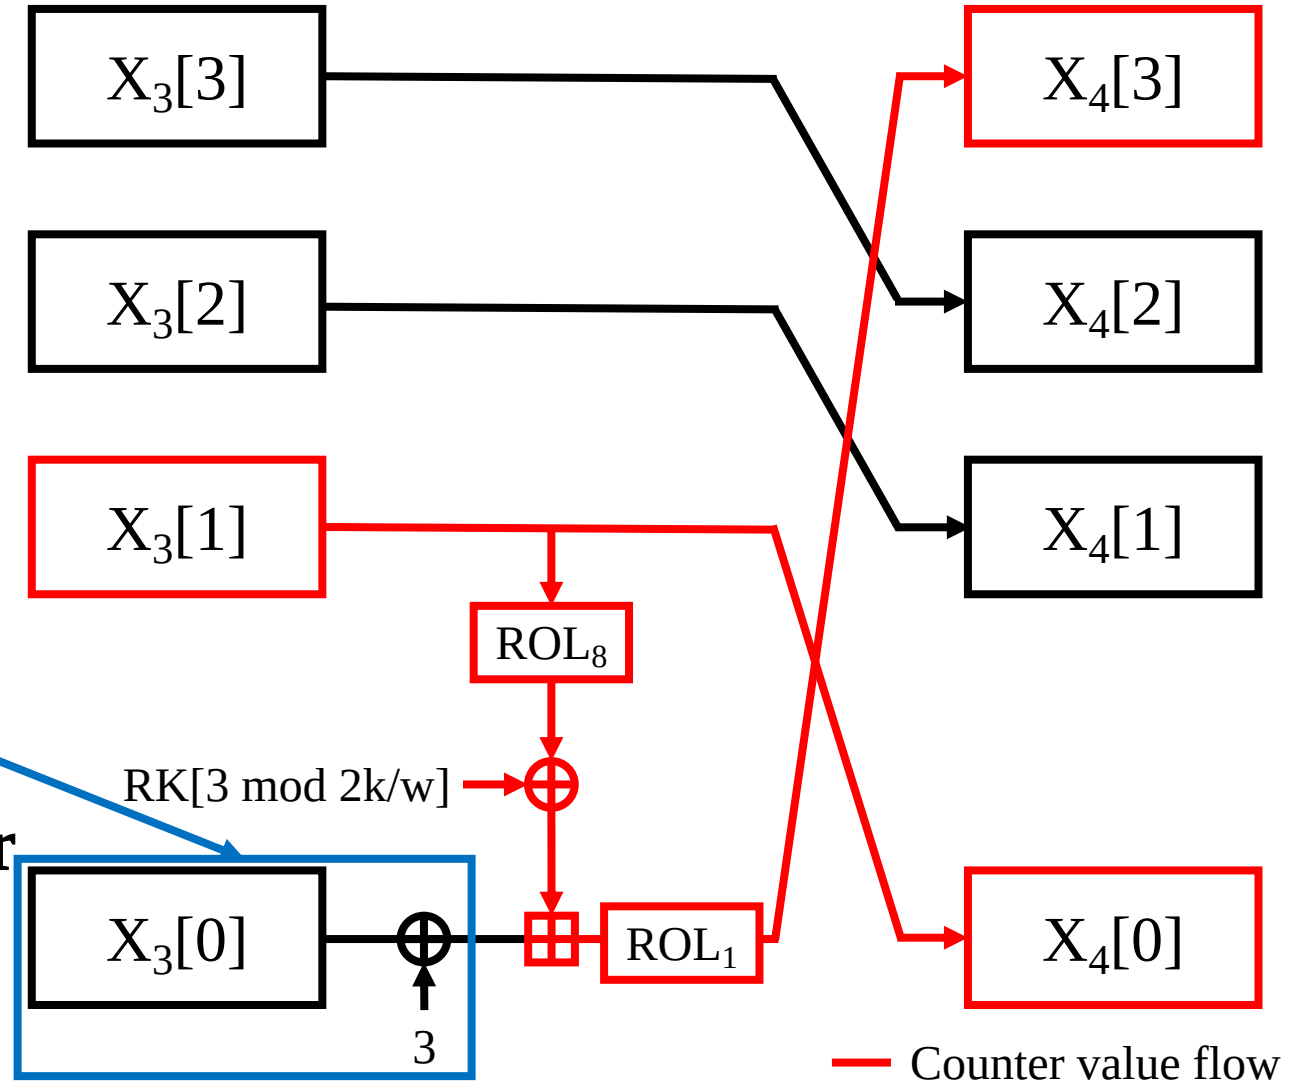 X₃[3]
X₄[3]
X₃[2]
X₄[2]
X₃[1]
X₄[1]
ROL₈
RK[3 mod 2k/w]
r
X₃[0]
ROL₁
X₄[0]
3
Counter value flow